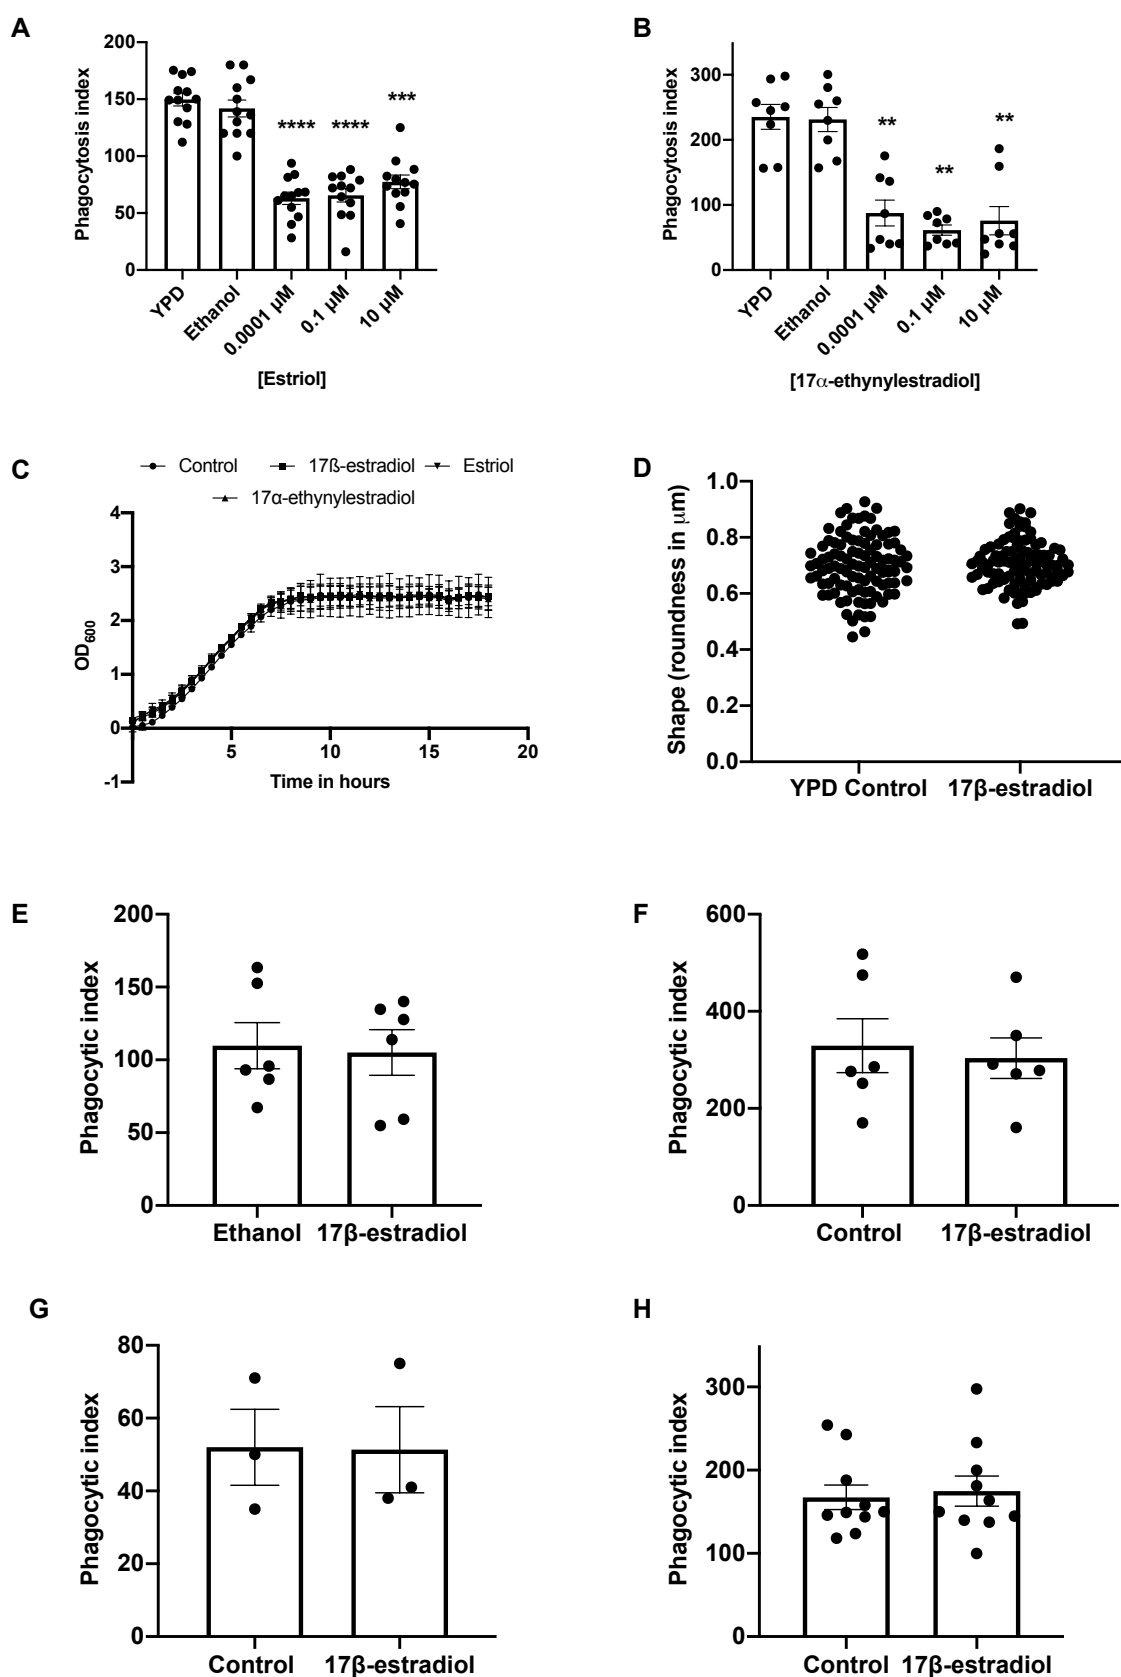 A
Phagocytosis index
200
150
100
50
0
**** **** ***
YPD Ethanol 0.0001 µM 0.1 µM 10 µM
[Estriol]
B
Phagocytosis index
300
200
100
0
** ** **
YPD Ethanol 0.0001 µM 0.1 µM 10 µM
[17α-ethynylestradiol]
C
Control 17ß-estradiol Estriol
17α-ethynylestradiol
OD600
4
3
2
1
0
-1
5 10 15 20
Time in hours
D
Shape (roundness in µm)
1.0
0.8
0.6
0.4
0.2
0.0
YPD Control 17β-estradiol
E
Phagocytic index
200
150
100
50
0
Ethanol 17β-estradiol
F
Phagocytic index
600
400
200
0
Control 17β-estradiol
G
Phagocytic index
80
60
40
20
0
Control 17β-estradiol
H
Phagocytic index
300
200
100
0
Control 17β-estradiol